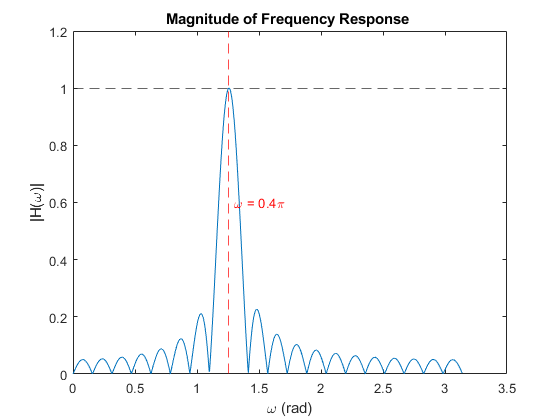 Magnitude of Frequency Response
|H(ω)|
1.2
1
0.8
0.6
0.4
0.2
0
ω = 0.4π
0 0.5 1 1.5 2 2.5 3 3.5
ω (rad)